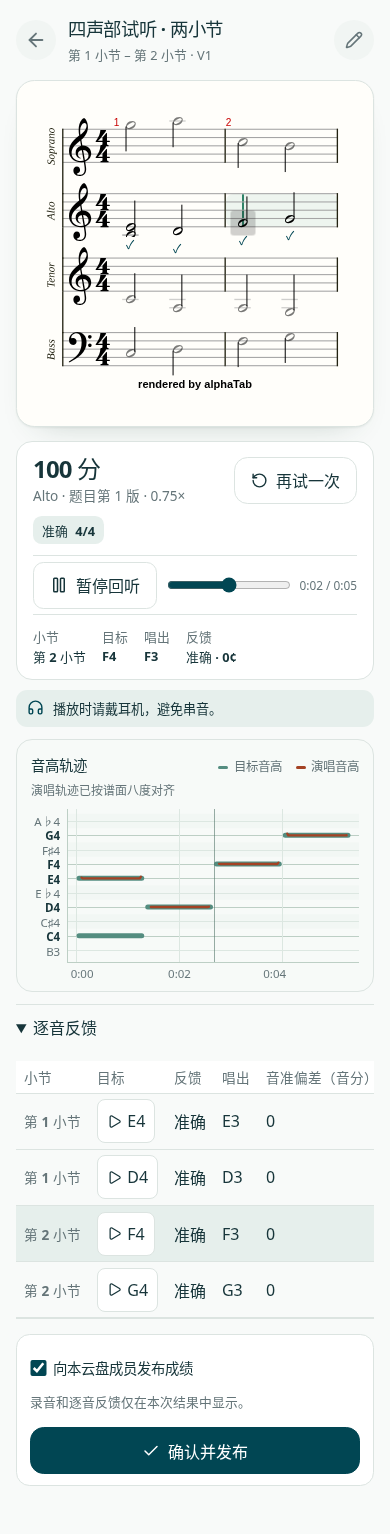 四声部试听 · 两小节
第 1 小节 – 第 2 小节 · V1
1
2
Soprano
Alto
Tenor
Bass
rendered by alphaTab
100 分
Alto · 题目第 1 版 · 0.75×
再试一次
准确 4/4
暂停回听
0:02 / 0:05
小节 目标 唱出 反馈
第 2 小节 F4 F3 准确 · 0¢
播放时请戴耳机，避免串音。
音高轨迹
目标音高 演唱音高
演唱轨迹已按谱面八度对齐
A♭4
G4
F♯4
F4
E4
E♭4
D4
C♯4
C4
B3
0:00 0:02 0:04
▼ 逐音反馈
小节 目标 反馈 唱出 音准偏差（音分）
第 1 小节 E4 准确 E3 0
第 1 小节 D4 准确 D3 0
第 2 小节 F4 准确 F3 0
第 2 小节 G4 准确 G3 0
向本云盘成员发布成绩
录音和逐音反馈仅在本次结果中显示。
确认并发布